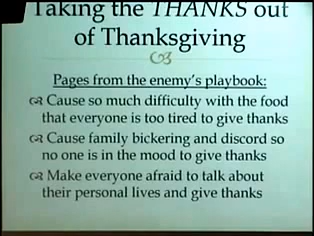 Taking the THANKS out
of Thanksgiving
Pages from the enemy's playbook:
Cause so much difficulty with the food
that everyone is too tired to give thanks
Cause family bickering and discord so
no one is in the mood to give thanks
Make everyone afraid to talk about
their personal lives and give thanks